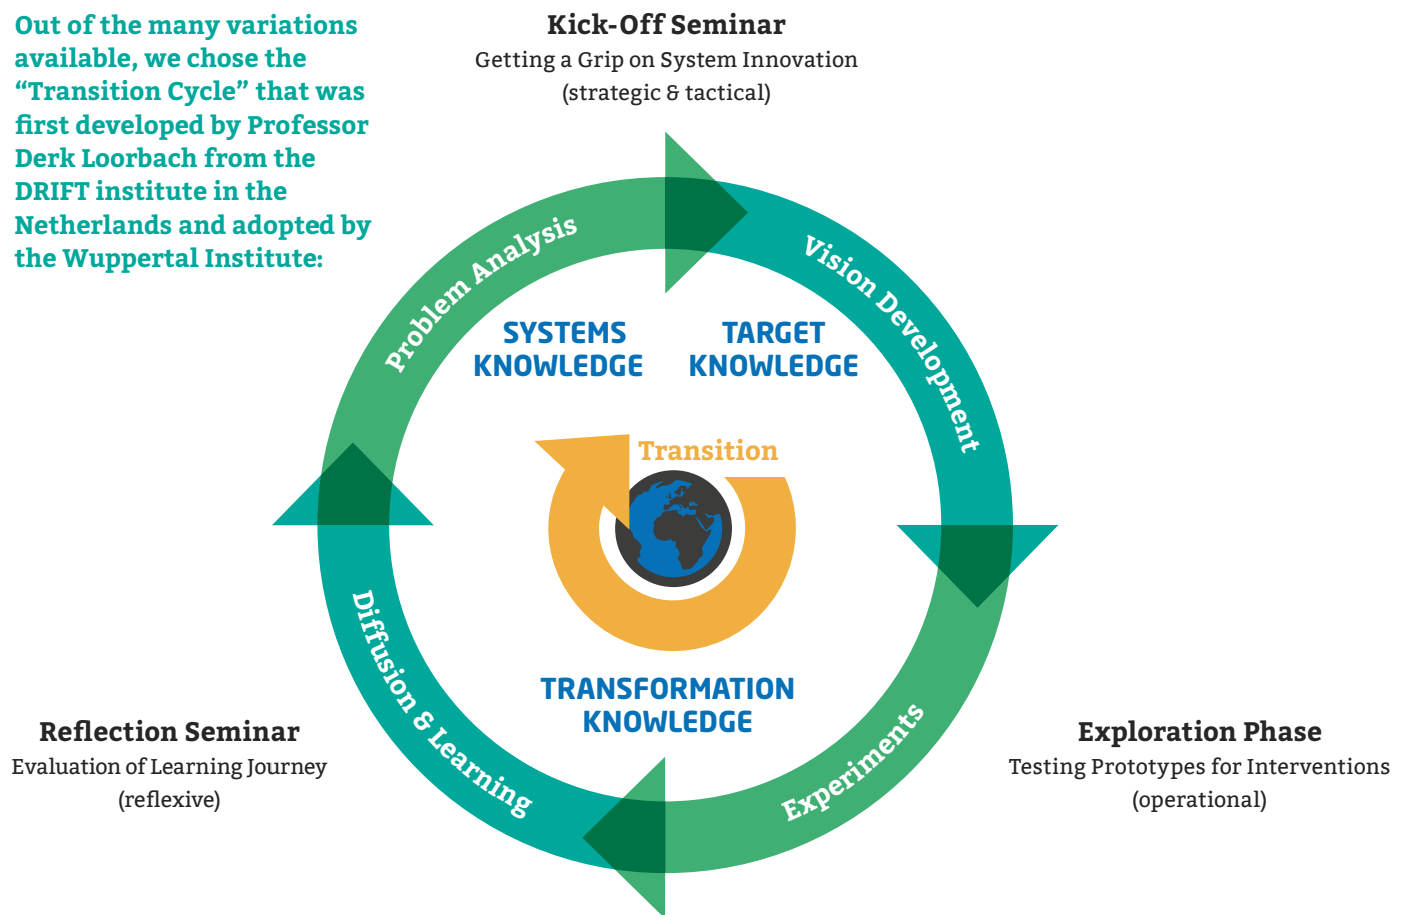 Out of the many variations
available, we chose the
“Transition Cycle” that was
first developed by Professor
Derk Loorbach from the
DRIFT institute in the
Netherlands and adopted by
the Wuppertal Institute:
Kick-Off Seminar
Getting a Grip on System Innovation
(strategic & tactical)
Problem Analysis
Vision Development
SYSTEMS
KNOWLEDGE
TARGET
KNOWLEDGE
Transition
TRANSFORMATION
KNOWLEDGE
Diffusion & Learning
Experiments
Reflection Seminar
Evaluation of Learning Journey
(reflexive)
Exploration Phase
Testing Prototypes for Interventions
(operational)